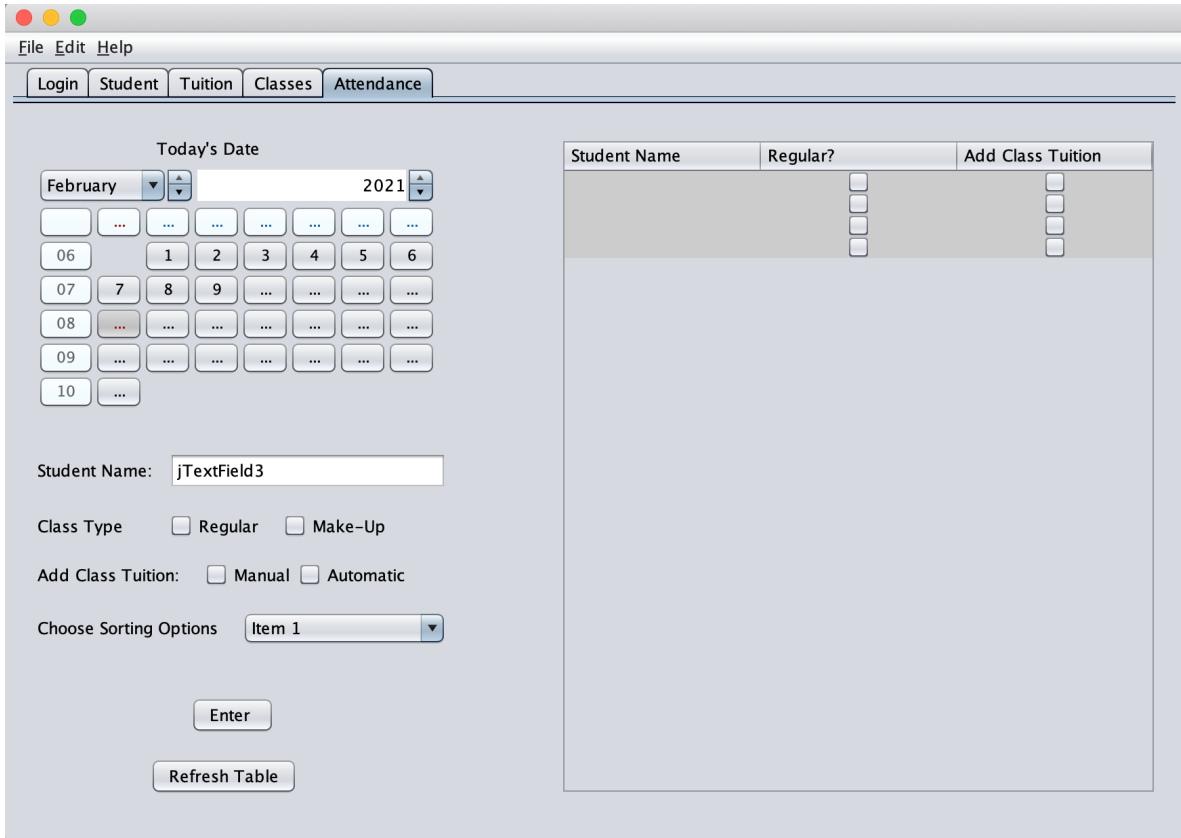 File Edit Help
Login Student Tuition Classes Attendance
Today's Date
February 2021
... ... ... ... ... ... ...
06 1 2 3 4 5 6
07 7 8 9 ... ... ... ...
08 ... ... ... ... ... ... ...
09 ... ... ... ... ... ... ...
10 ...
Student Name: jTextField3
Class Type Regular Make-Up
Add Class Tuition: Manual Automatic
Choose Sorting Options Item 1
Enter
Refresh Table
Student Name Regular? Add Class Tuition